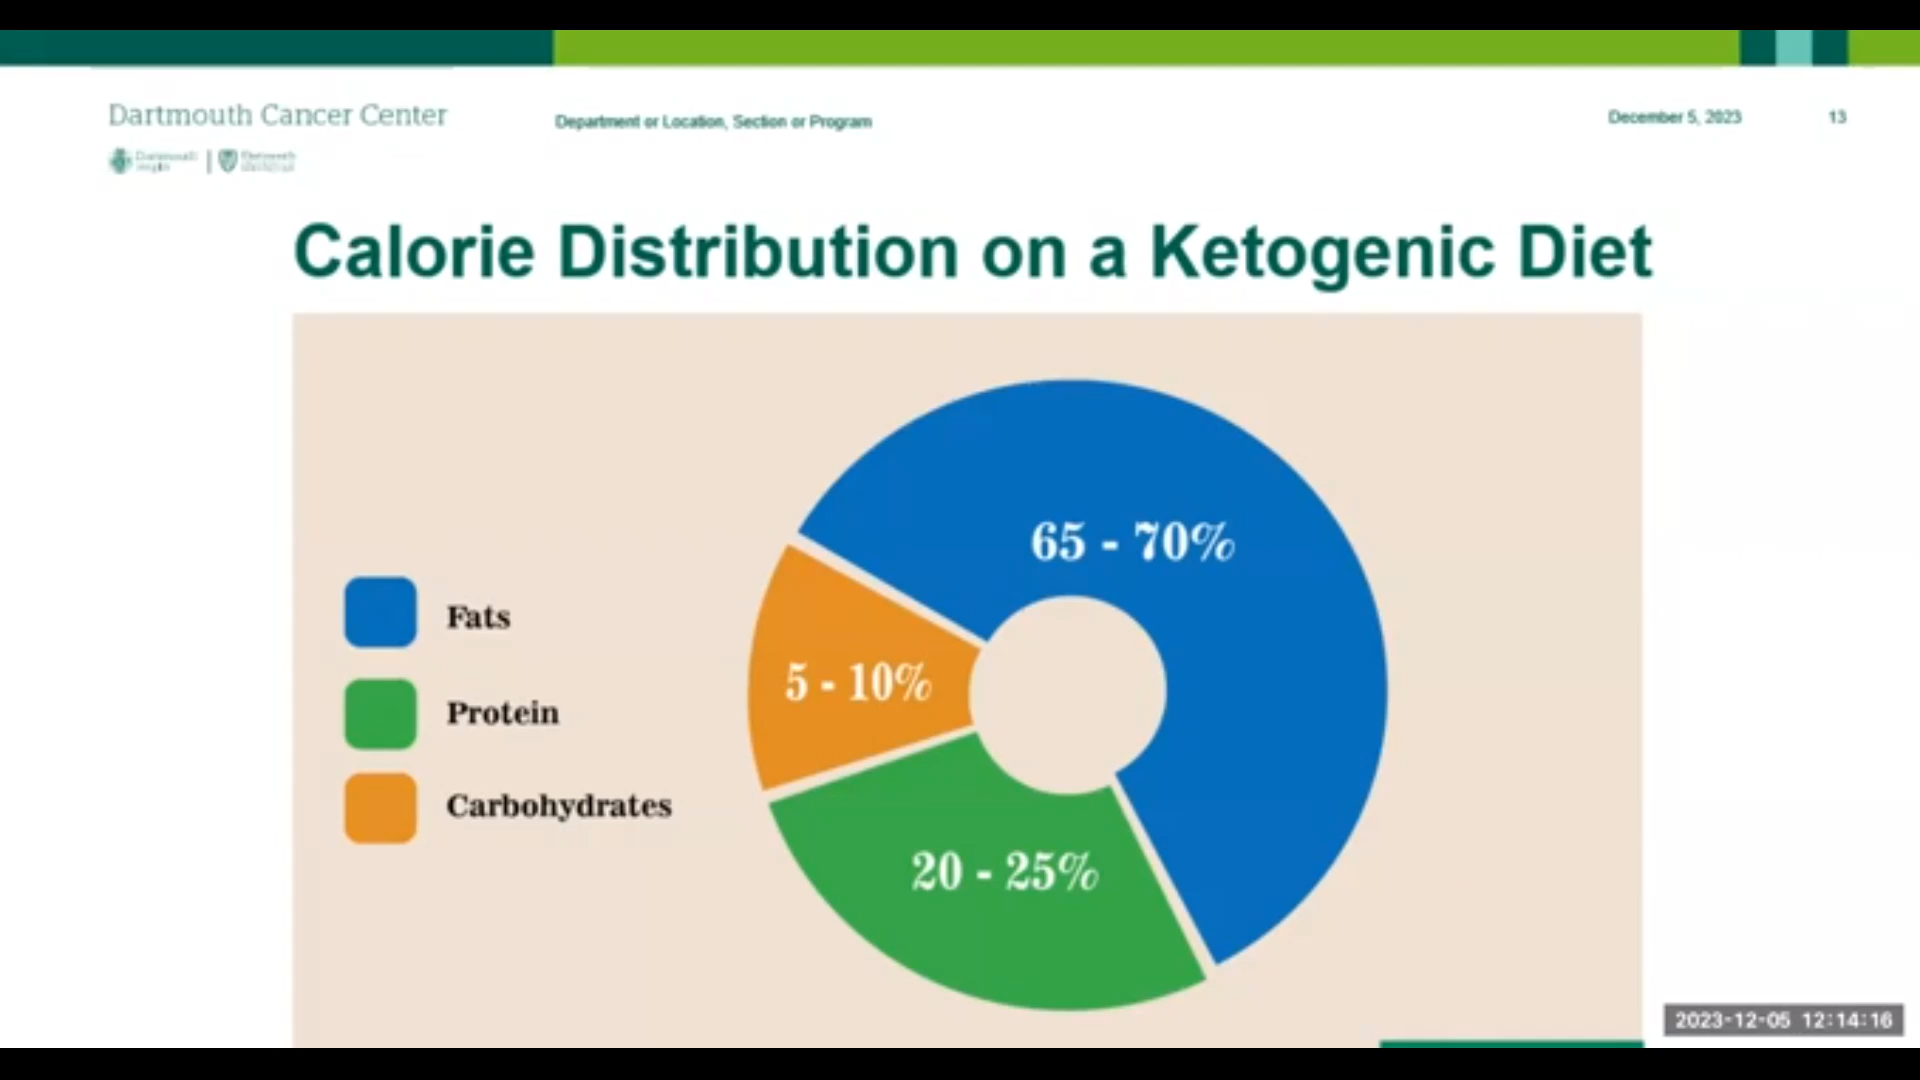 Dartmouth Cancer Center
Department or Location, Section or Program
December 5, 2023
13
Dartmouth
Calorie Distribution on a Ketogenic Diet
65 - 70%
Fats
5 - 10%
Protein
Carbohydrates
20 - 25%
2023-12-05 12:14:16